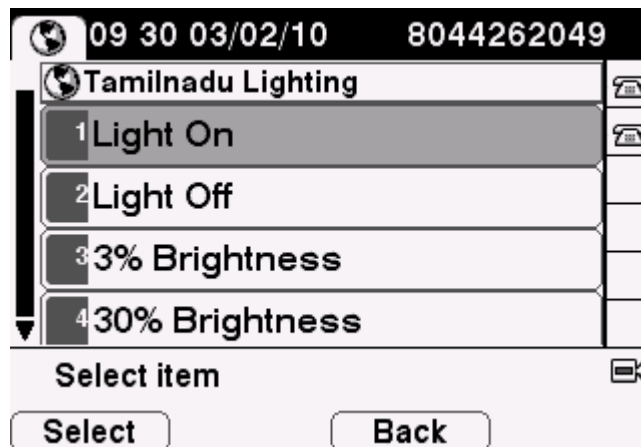 09 30 03/02/10 8044262049
Tamilnadu Lighting
1 Light On
2 Light Off
3 3% Brightness
4 30% Brightness
Select item
Select Back